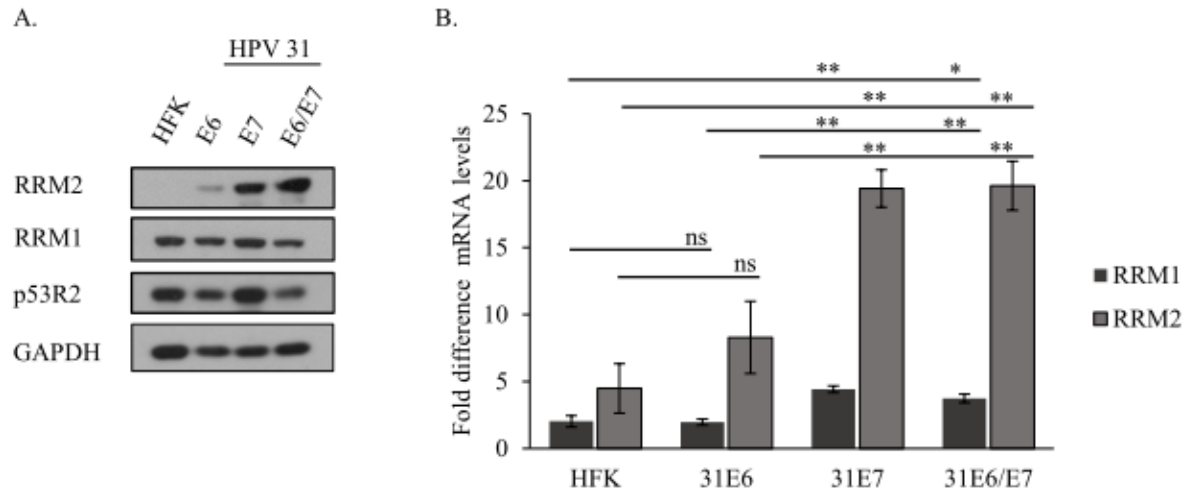 A.
HPV 31
HFK
E6
E7
E6/E7
RRM2
RRM1
p53R2
GAPDH
B.
** *
** **
** **
** **
ns
ns
Fold difference mRNA levels
25
20
15
10
5
0
HFK 31E6 31E7 31E6/E7
RRM1
RRM2